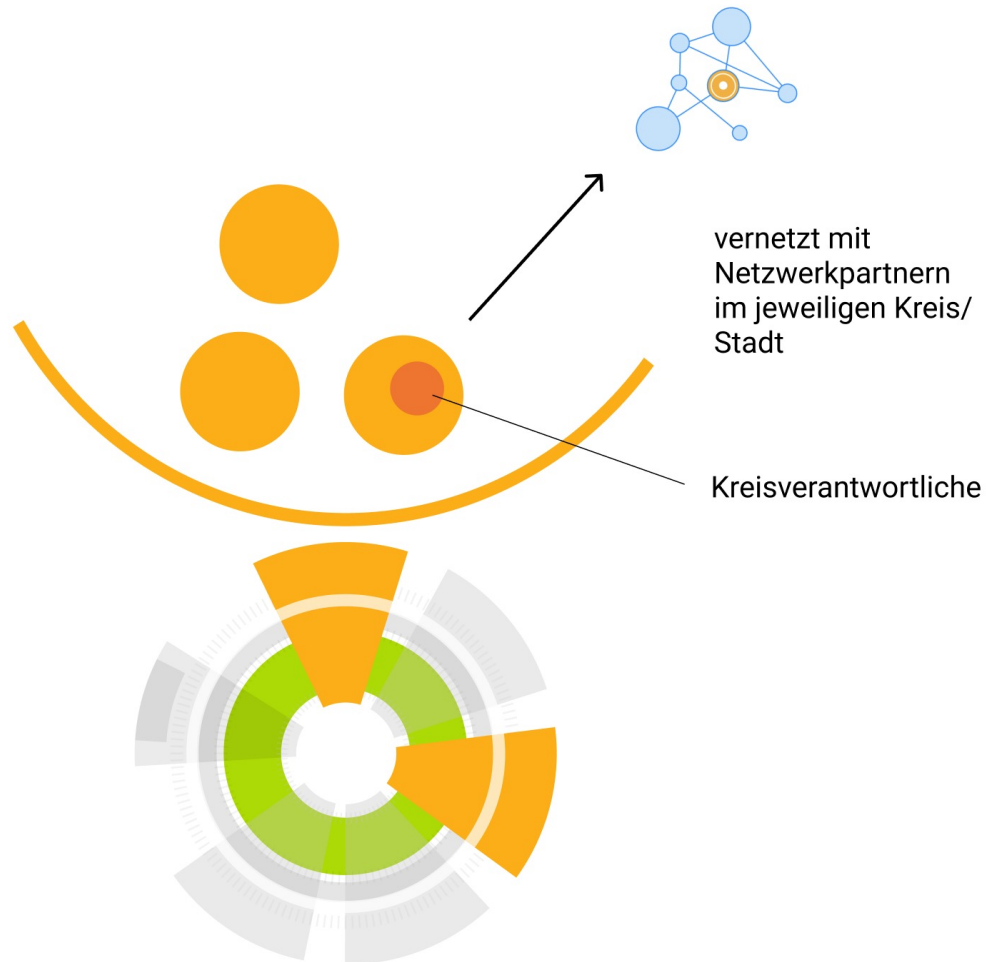 vernetzt mit
Netzwerkpartnern
im jeweiligen Kreis/
Stadt
Kreisverantwortliche